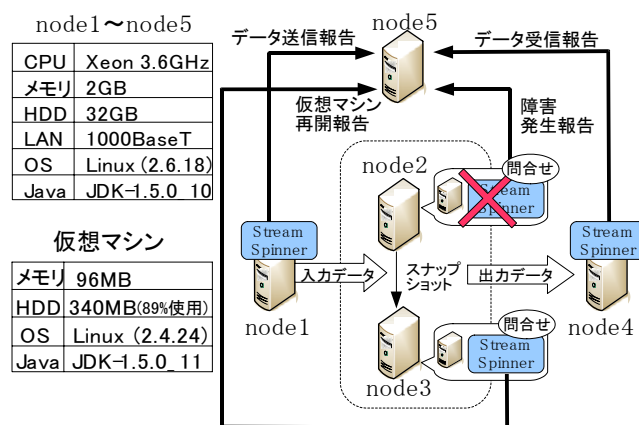 node1～node5
CPU Xeon 3.6GHz
メモリ 2GB
HDD 32GB
LAN 1000BaseT
OS Linux (2.6.18)
Java JDK-1.5.0_10
仮想マシン
メモリ 96MB
HDD 340MB(89%使用)
OS Linux (2.4.24)
Java JDK-1.5.0_11
node5
データ送信報告
データ受信報告
仮想マシン
再開報告
障害
発生報告
node2
問合せ
Stream
Spinner
Stream
Spinner
node1
入力データ
スナップ
ショット
出力データ
Stream
Spinner
node4
node3
問合せ
Stream
Spinner